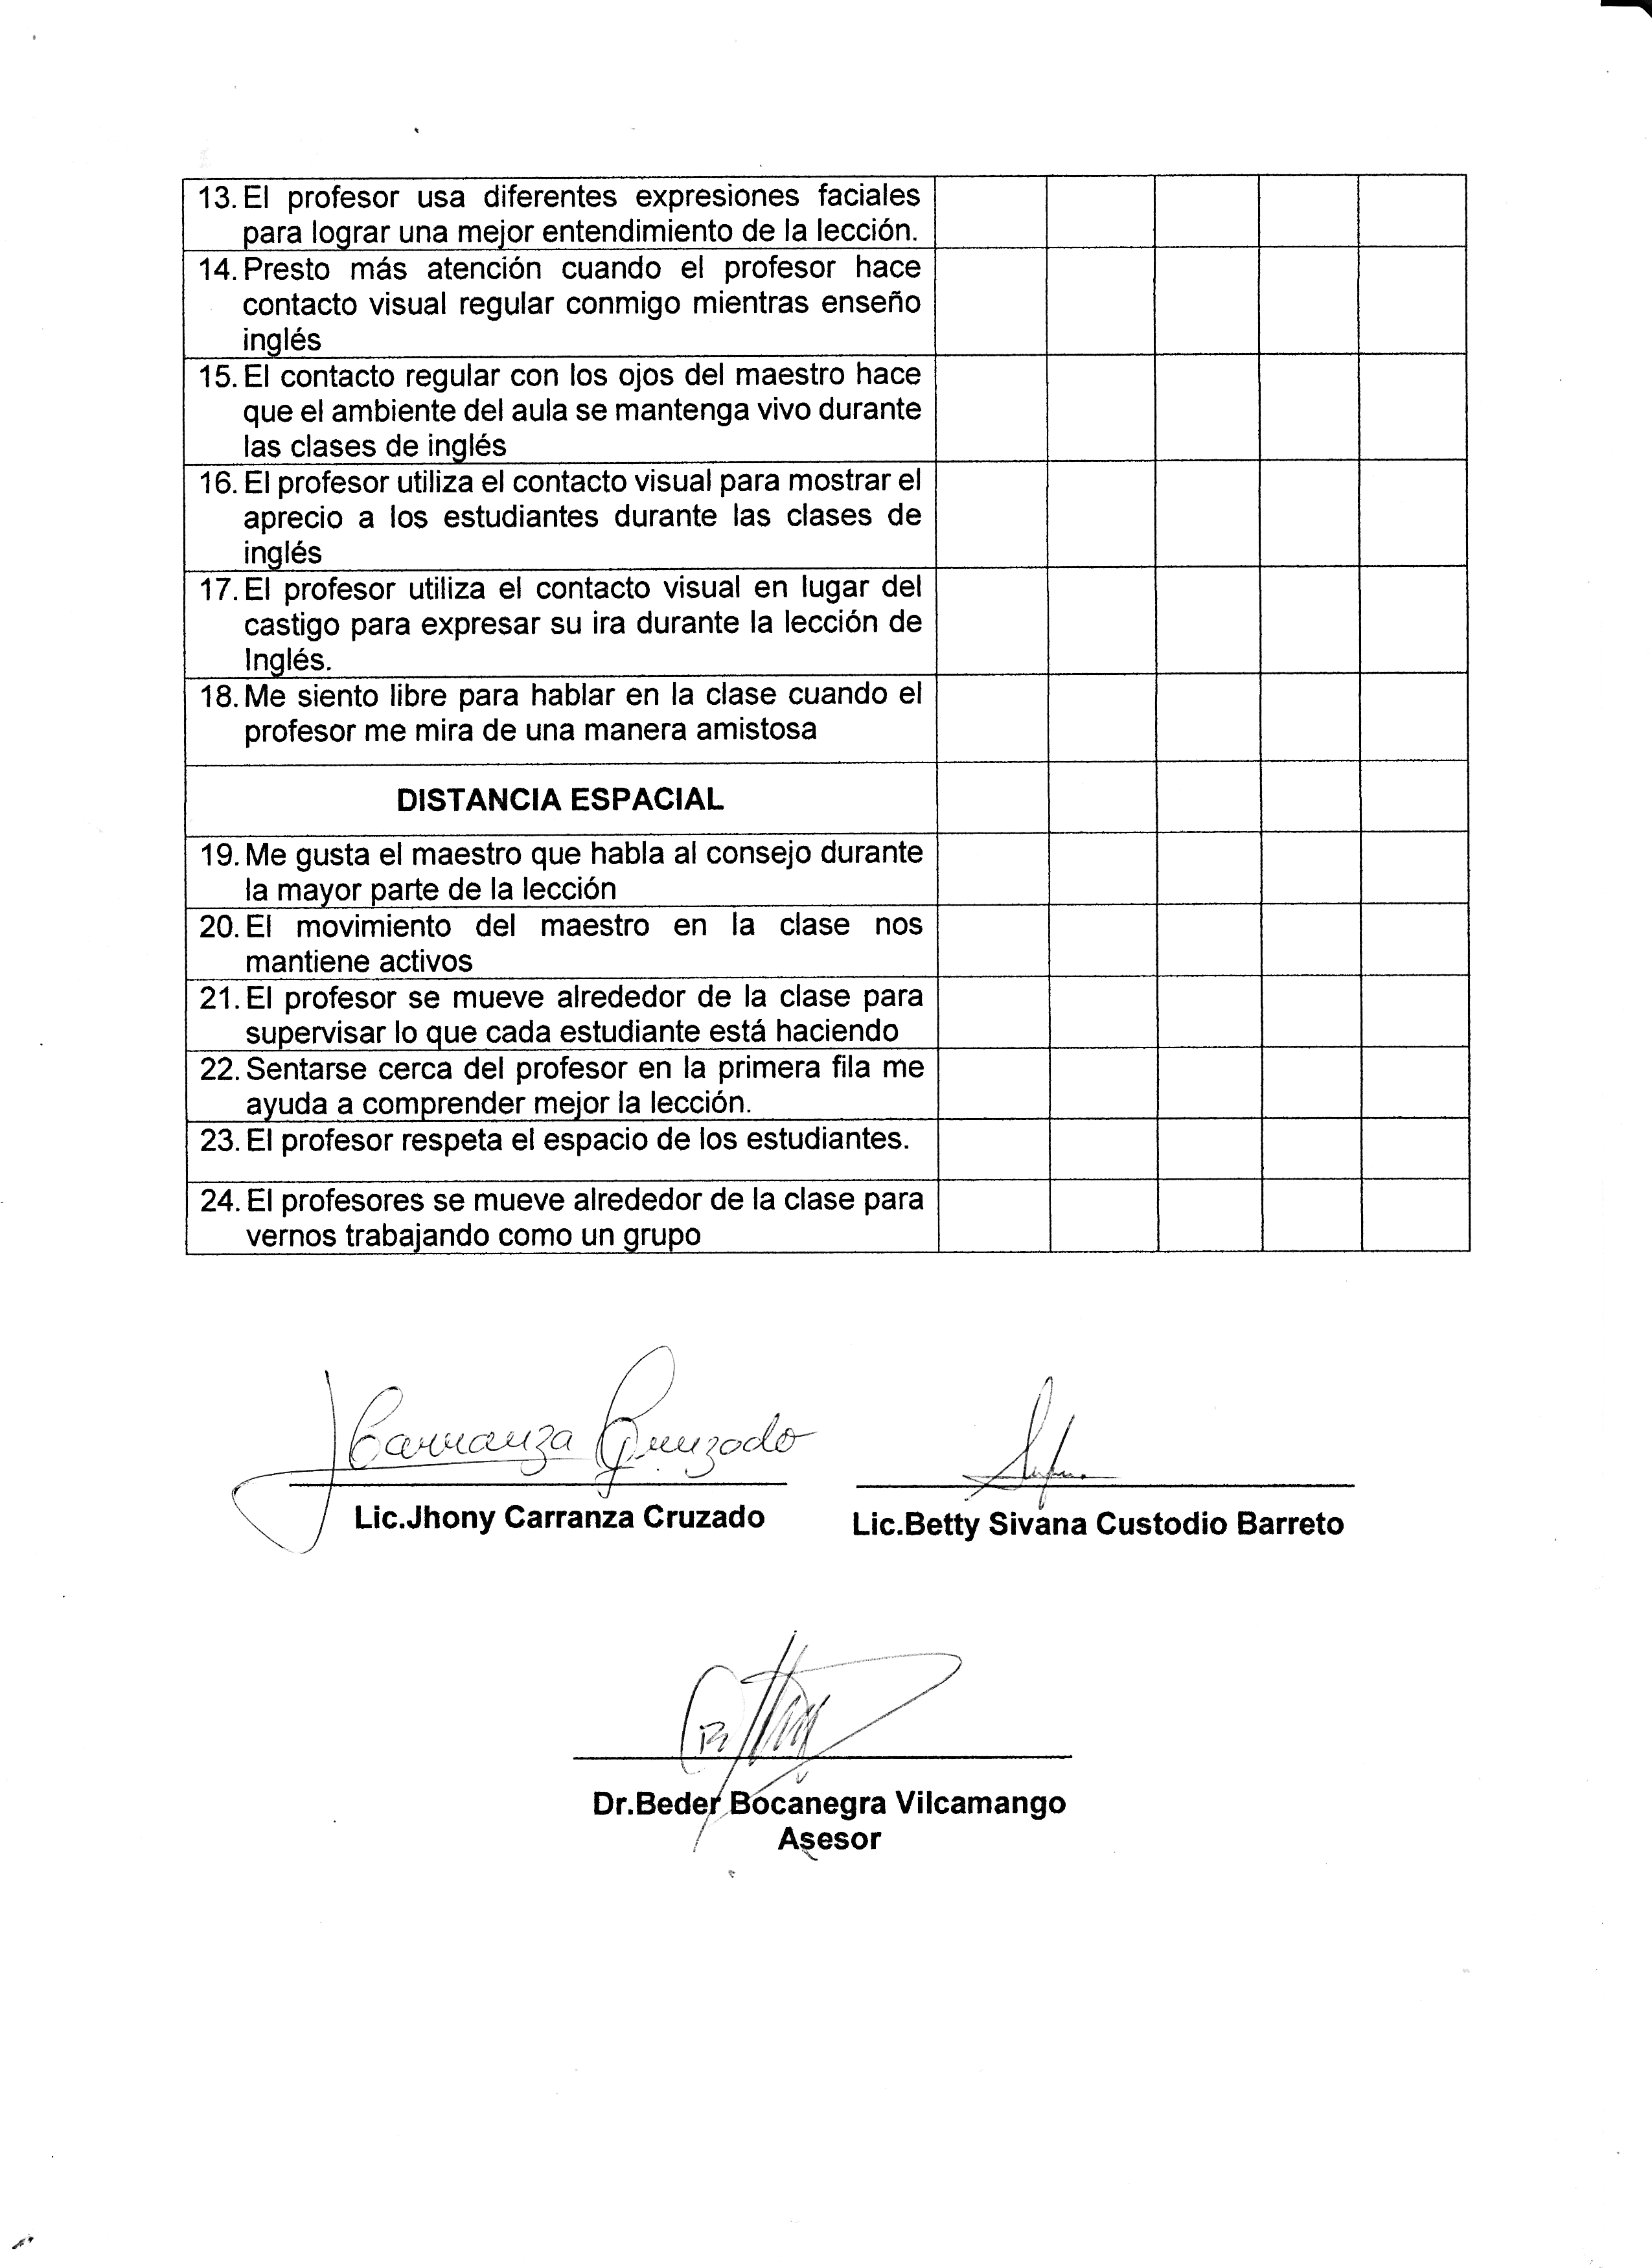 13. El profesor usa diferentes expresiones faciales
para lograr una mejor entendimiento de la lección.
14. Presto más atención cuando el profesor hace
contacto visual regular conmigo mientras enseño
inglés
15. El contacto regular con los ojos del maestro hace
que el ambiente del aula se mantenga vivo durante
las clases de inglés
16. El profesor utiliza el contacto visual para mostrar el
aprecio a los estudiantes durante las clases de
inglés
17. El profesor utiliza el contacto visual en lugar del
castigo para expresar su ira durante la lección de
Inglés.
18. Me siento libre para hablar en la clase cuando el
profesor me mira de una manera amistosa
DISTANCIA ESPACIAL
19. Me gusta el maestro que habla al consejo durante
la mayor parte de la lección
20. El movimiento del maestro en la clase nos
mantiene activos
21. El profesor se mueve alrededor de la clase para
supervisar lo que cada estudiante está haciendo
22. Sentarse cerca del profesor en la primera fila me
ayuda a comprender mejor la lección.
23. El profesor respeta el espacio de los estudiantes.
24. El profesores se mueve alrededor de la clase para
vernos trabajando como un grupo
J Carranza Cruzado
Lic.Jhony Carranza Cruzado
Lic.Betty Sivana Custodio Barreto
Dr.Beder Bocanegra Vilcamango
Asesor